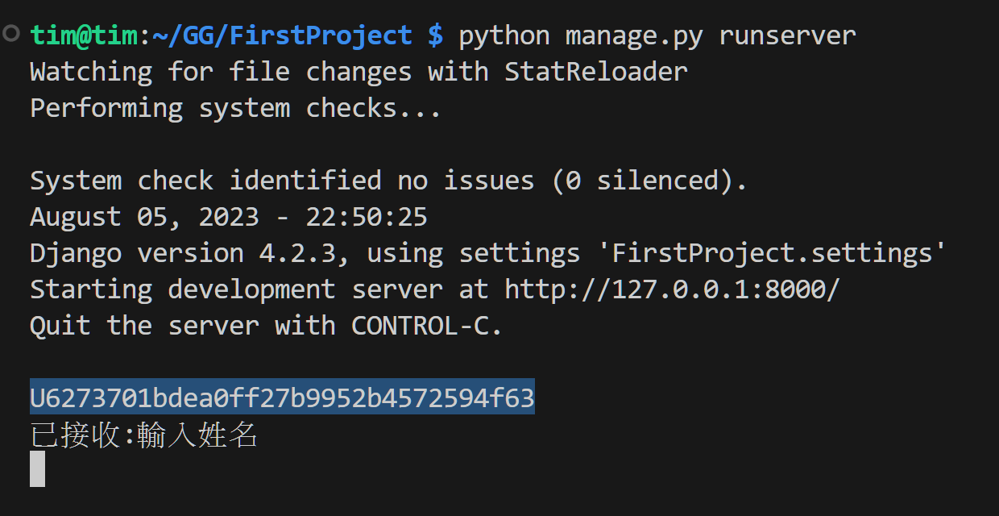 tim@tim:~/GG/FirstProject $ python manage.py runserver
Watching for file changes with StatReloader
Performing system checks...
System check identified no issues (0 silenced).
August 05, 2023 - 22:50:25
Django version 4.2.3, using settings 'FirstProject.settings'
Starting development server at http://127.0.0.1:8000/
Quit the server with CONTROL-C.
U6273701bdea0ff27b9952b4572594f63
已接收:輸入姓名